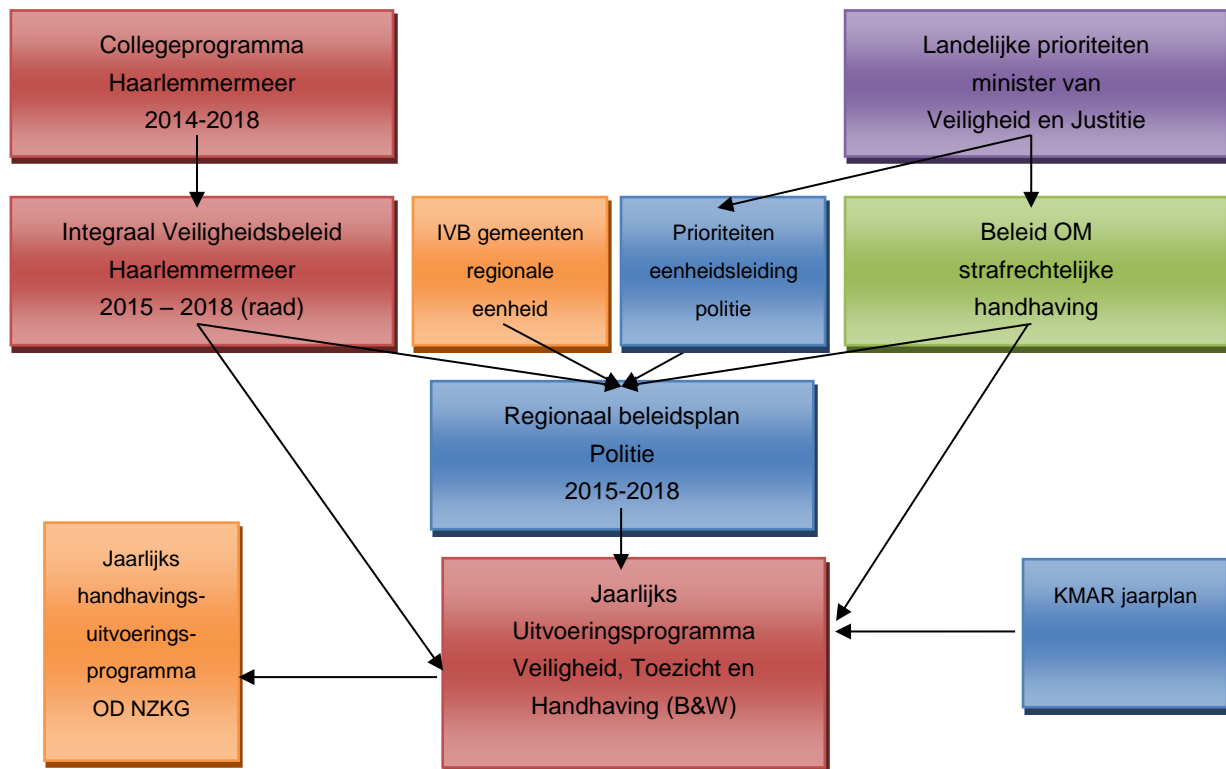 Collegeprogramma
Haarlemmermeer
2014-2018
Landelijke prioriteiten
minister van
Veiligheid en Justitie
Integraal Veiligheidsbeleid
Haarlemmermeer
2015 – 2018 (raad)
IVB gemeenten
regionale
eenheid
Prioriteiten
eenheidsleiding
politie
Beleid OM
strafrechtelijke
handhaving
Regionaal beleidsplan
Politie
2015-2018
Jaarlijks
handhavings-
uitvoerings-
programma
OD NZKG
Jaarlijks
Uitvoeringsprogramma
Veiligheid, Toezicht en
Handhaving (B&W)
KMAR jaarplan